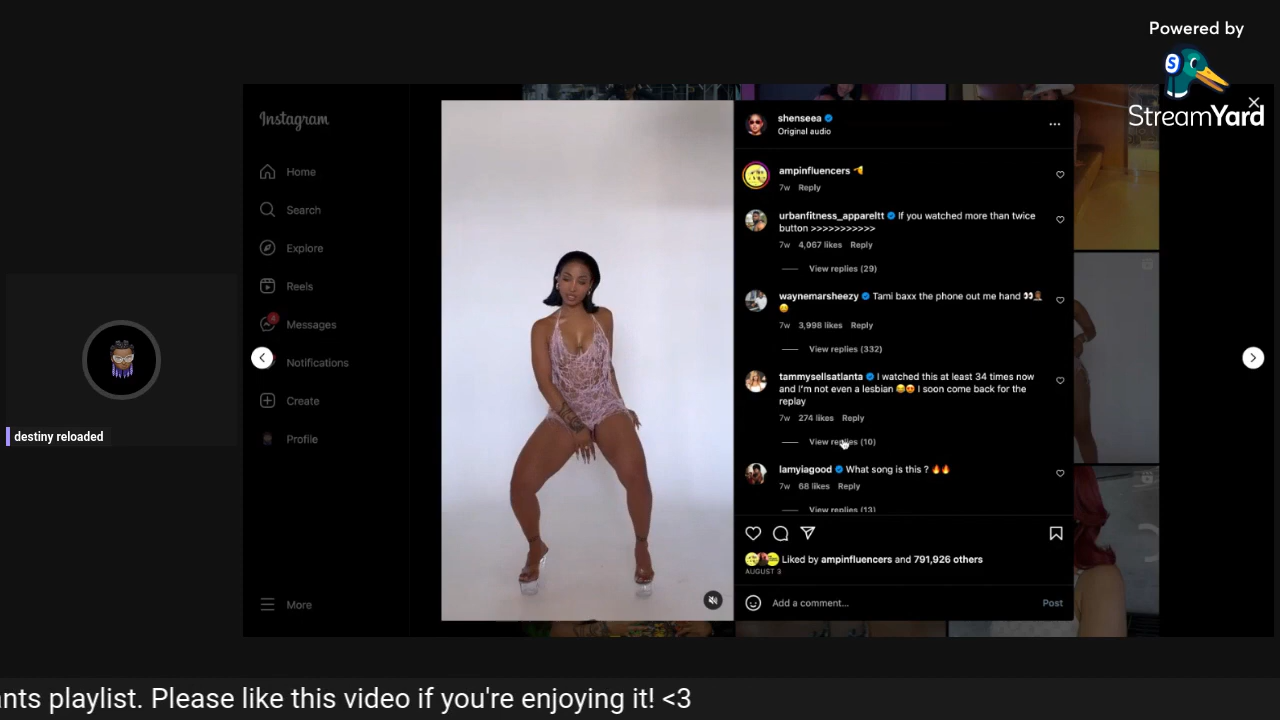 Powered by
StreamYard
Instagram
Home
Search
Explore
Reels
4
Messages
Notifications
Create
Profile
More
destiny reloaded
shenseea
Original audio
ampinfluencers
7w Reply
urbanfitness_appareltt If you watched more than twice
button >>>>>>>>>>>
7w 4,067 likes Reply
View replies (29)
waynemarsheezy Tami baxx the phone out me hand
7w 3,998 likes Reply
View replies (332)
tammysellsatlanta I watched this at least 34 times now
and I'm not even a lesbian I soon come back for the
replay
7w 274 likes Reply
View replies (10)
lamyiagood What song is this ?
7w 68 likes Reply
View replies (13)
Liked by ampinfluencers and 791,926 others
AUGUST 3
Add a comment...
Post
nts playlist. Please like this video if you're enjoying it! <3